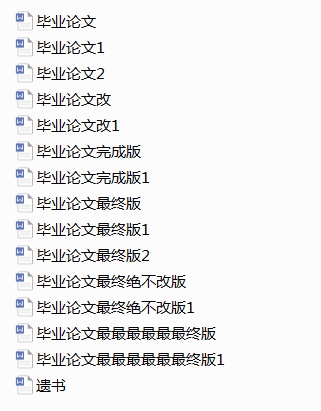 毕业论文
毕业论文1
毕业论文2
毕业论文改
毕业论文改1
毕业论文完成版
毕业论文完成版1
毕业论文最终版
毕业论文最终版1
毕业论文最终版2
毕业论文最终绝不改版
毕业论文最终绝不改版1
毕业论文最最最最最最终版
毕业论文最最最最最最终版1
遗书